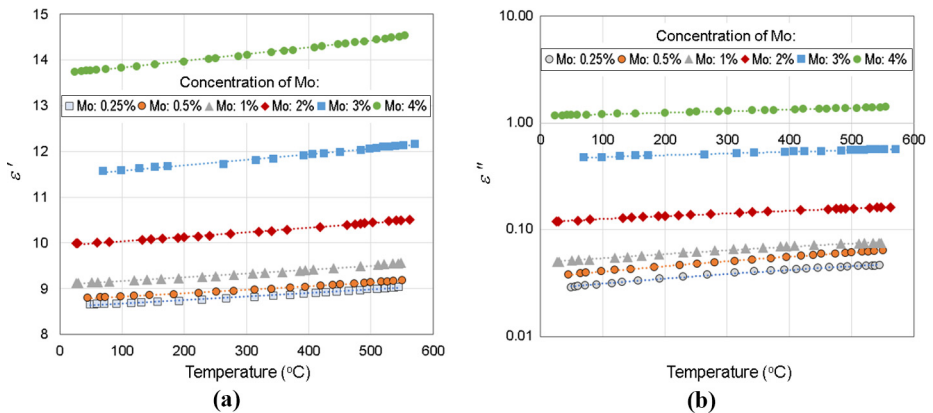 15
14
Concentration of Mo:
Mo: 0.25% Mo: 0.5% Mo: 1% Mo: 2% Mo: 3% Mo: 4%
13
12
11
10
9
8
ε′
0 100 200 300 400 500 600
Temperature (°C)
(a)
10.00
Concentration of Mo:
Mo: 0.25% Mo: 0.5% Mo: 1% Mo: 2% Mo: 3% Mo: 4%
1.00
0 100 200 300 400 500 600
0.10
0.01
ε″
Temperature (°C)
(b)